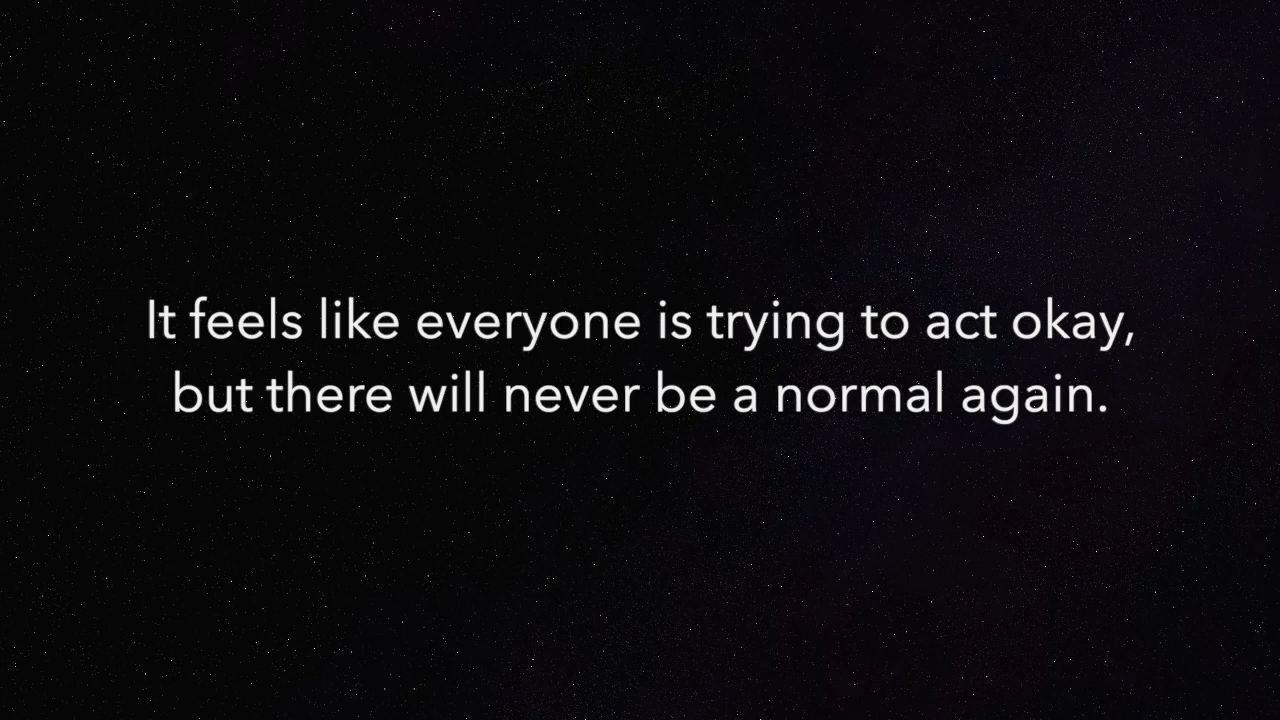 It feels like everyone is trying to act okay,
but there will never be a normal again.